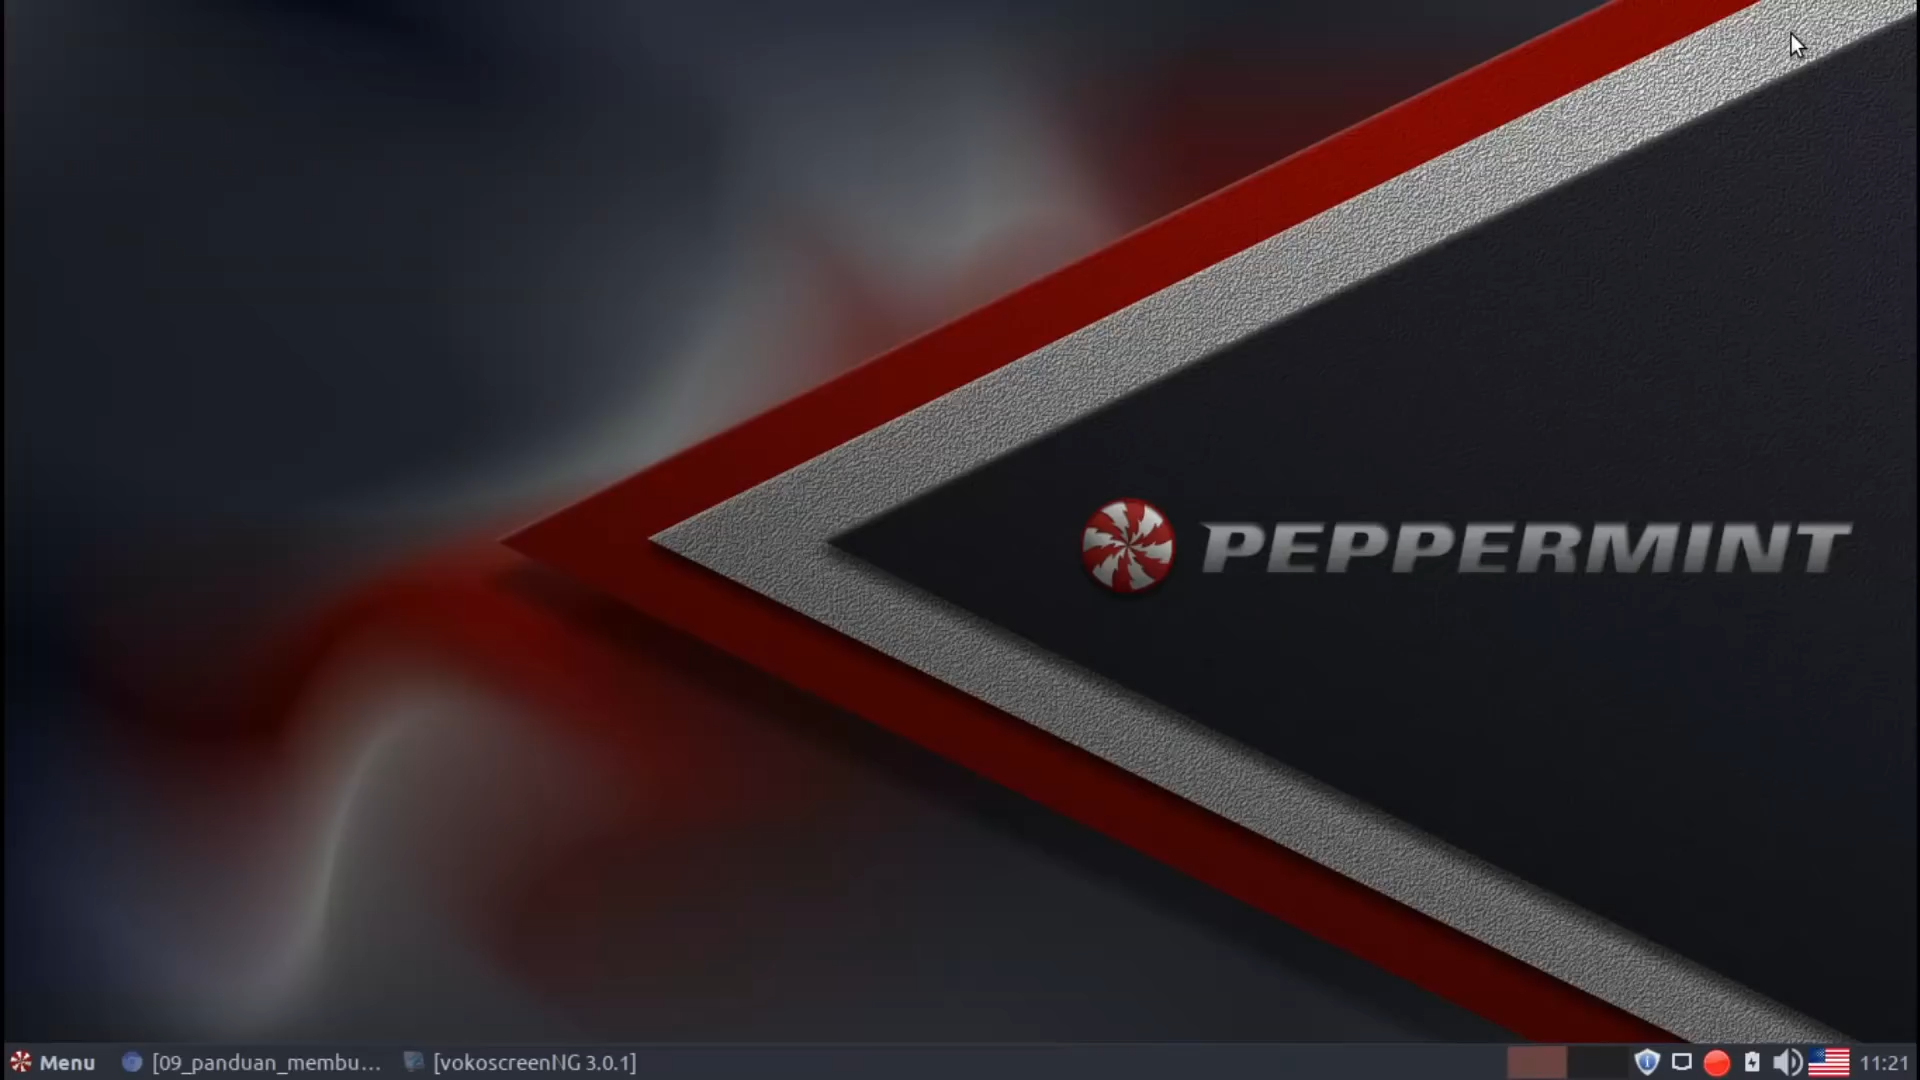 PEPPERMINT
Menu
[09_panduan_membu...
[vokoscreenNG 3.0.1]
11:21